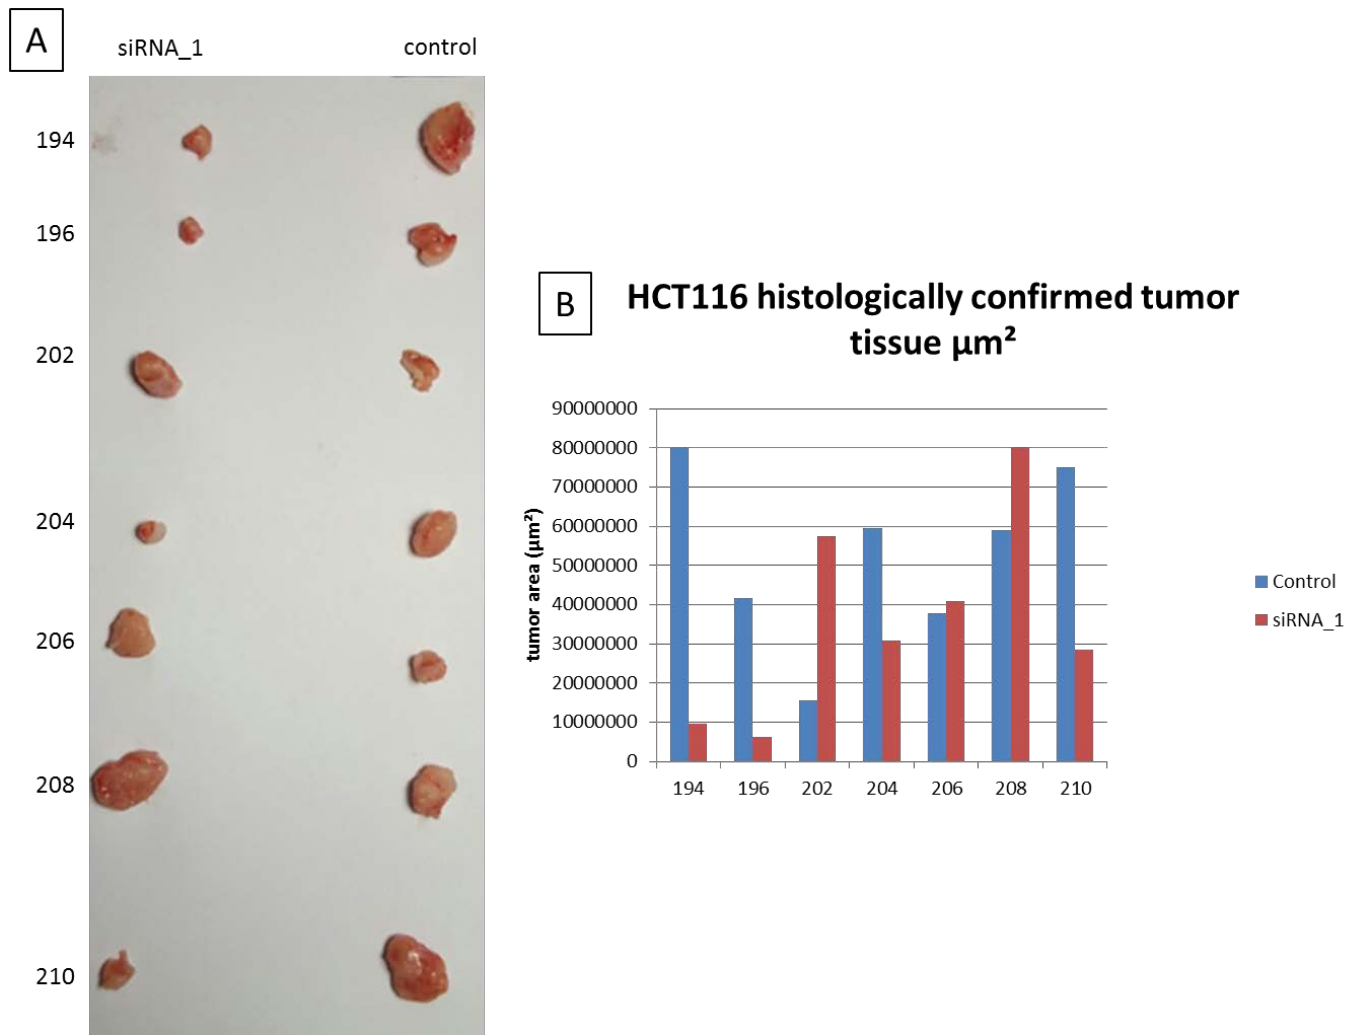 A
siRNA_1 control
194
196
202
204
206
208
210
B
HCT116 histologically confirmed tumor
tissue µm²
tumor area (µm²)
90000000
80000000
70000000
60000000
50000000
40000000
30000000
20000000
10000000
0
194 196 202 204 206 208 210
Control
siRNA_1